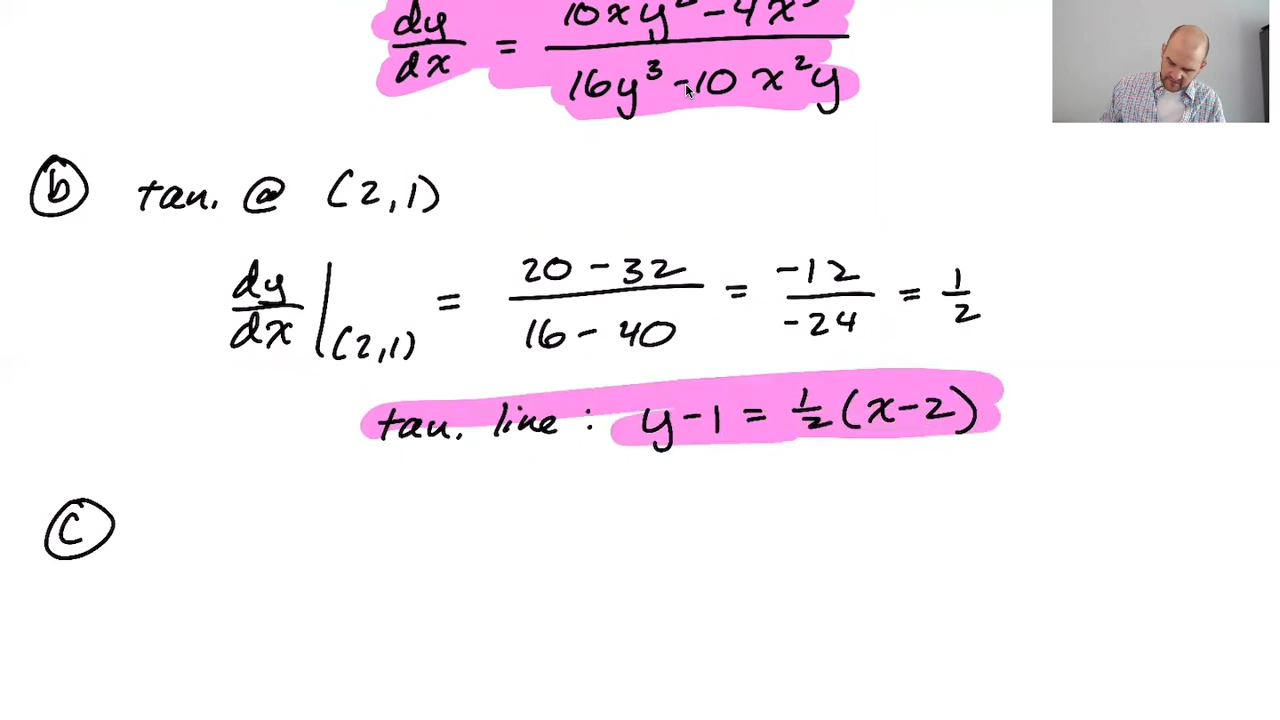 dy/dx = (10xy² - 4x³)/(16y³ - 10x²y)
ⓑ tan. @ (2,1)
dy/dx |(2,1) = (20 - 32)/(16 - 40) = -12/-24 = 1/2
tan. line: y - 1 = 1/2 (x - 2)
ⓒ